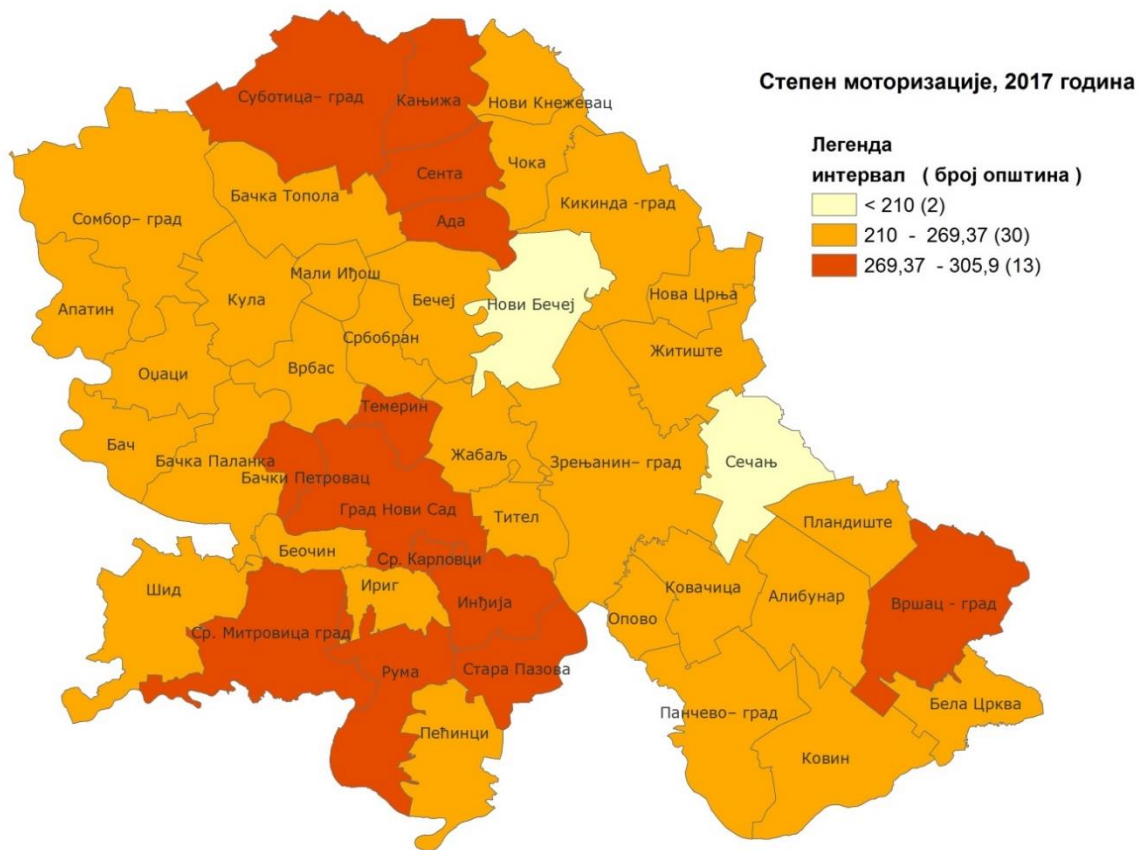 Степен моторизације, 2017 година
Легенда
интервал ( број општина )
< 210 (2)
210 - 269,37 (30)
269,37 - 305,9 (13)
Суботица– град
Кањижа
Нови Кнежевац
Сента
Чока
Бачка Топола
Сомбор– град
Ада
Кикинда -град
Мали Иђош
Бечеј
Нови Бечеј
Нова Црња
Апатин
Кула
Србобран
Житиште
Оџаци
Врбас
Темерин
Бач
Бачка Паланка
Жабаљ
Зрењанин– град
Сечањ
Бачки Петровац
Град Нови Сад
Тител
Пландиште
Беочин
Ср. Карловци
Шид
Ириг
Инђија
Ковачица
Алибунар
Вршац - град
Опово
Ср. Митровица град
Рума
Стара Пазова
Бела Црква
Панчево– град
Пећинци
Ковин